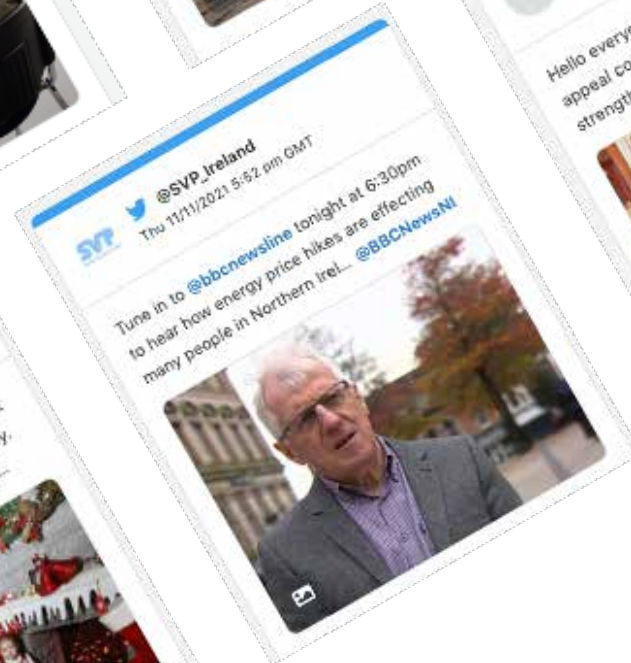 @SVP_Ireland
Thu 11/11/2021 5:52 pm GMT
SVP
Tune in to @bbcnewsline tonight at 6:30pm
to hear how energy price hikes are effecting
many people in Northern Irel... @BBCNewsNI
Hello every
appeal co
strength
y,